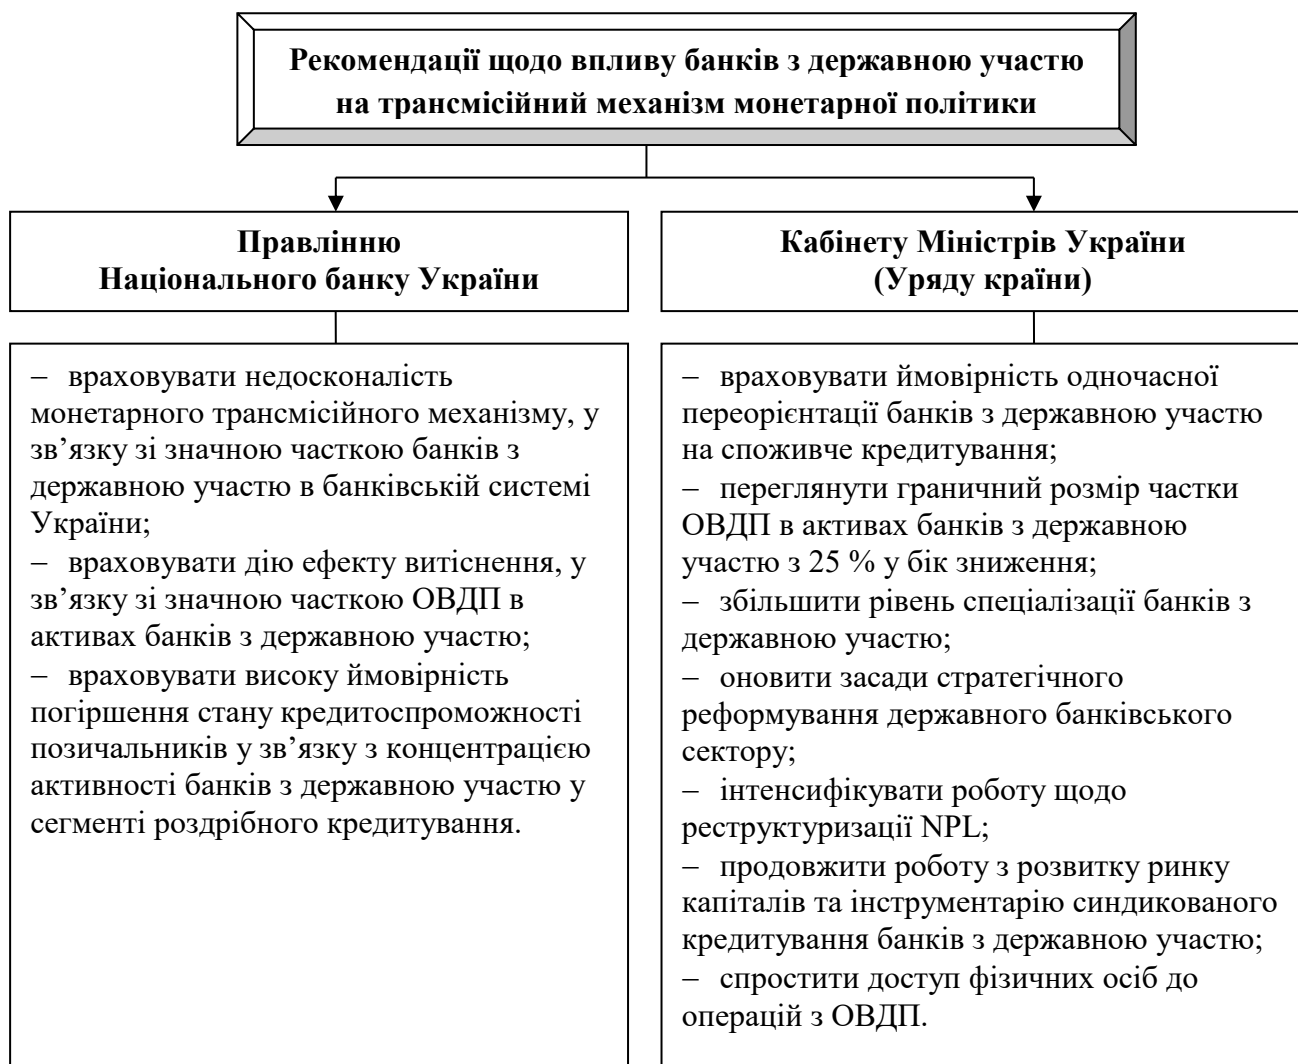 Рекомендації щодо впливу банків з державною участю
на трансмісійний механізм монетарної політики
Правлінню
Національного банку України
− враховувати недосконалість
монетарного трансмісійного механізму, у
зв’язку зі значною часткою банків з
державною участю в банківській системі
України;
− враховувати дію ефекту витіснення, у
зв’язку зі значною часткою ОВДП в
активах банків з державною участю;
− враховувати високу ймовірність
погіршення стану кредитоспроможності
позичальників у зв’язку з концентрацією
активності банків з державною участю у
сегменті роздрібного кредитування.
Кабінету Міністрів України
(Уряду країни)
− враховувати ймовірність одночасної
переорієнтації банків з державною участю
на споживче кредитування;
− переглянути граничний розмір частки
ОВДП в активах банків з державною
участю з 25 % у бік зниження;
− збільшити рівень спеціалізації банків з
державною участю;
− оновити засади стратегічного
реформування державного банківського
сектору;
− інтенсифікувати роботу щодо
реструктуризації NPL;
− продовжити роботу з розвитку ринку
капіталів та інструментарію синдикованого
кредитування банків з державною участю;
− спростити доступ фізичних осіб до
операцій з ОВДП.